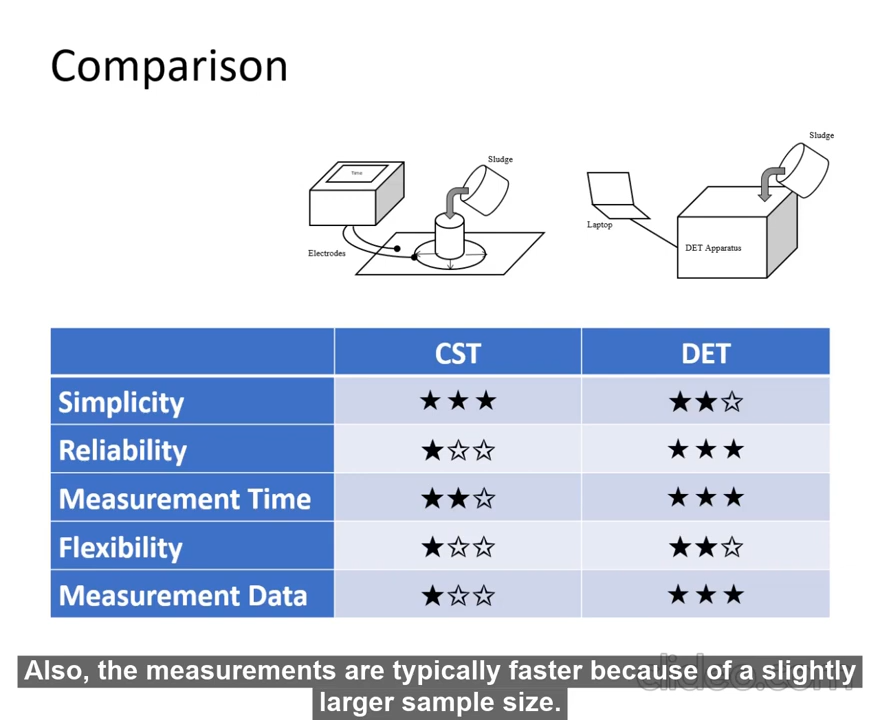 Comparison
Sludge
Time
Electrodes
Sludge
Laptop
DET Apparatus
CST DET
Simplicity ★ ★ ★ ★★☆
Reliability ★☆☆ ★ ★ ★
Measurement Time ★★☆ ★ ★ ★
Flexibility ★☆☆ ★★☆
Measurement Data ★☆☆ ★ ★ ★
Also, the measurements are typically faster because of a slightly
larger sample size.